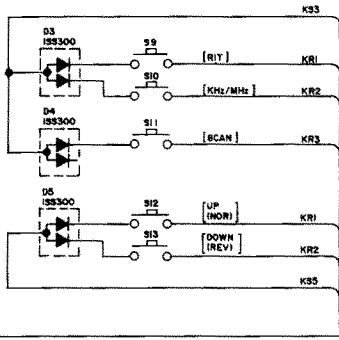 KS3
D3
1SS300
S9
[RIT]
KR1
S10
[KHz/MHz]
KR2
D4
1SS300
S11
[SCAN]
KR3
D5
1SS300
S12
[UP
(NOR)]
KR1
S13
[DOWN
(REV)]
KR2
KS5